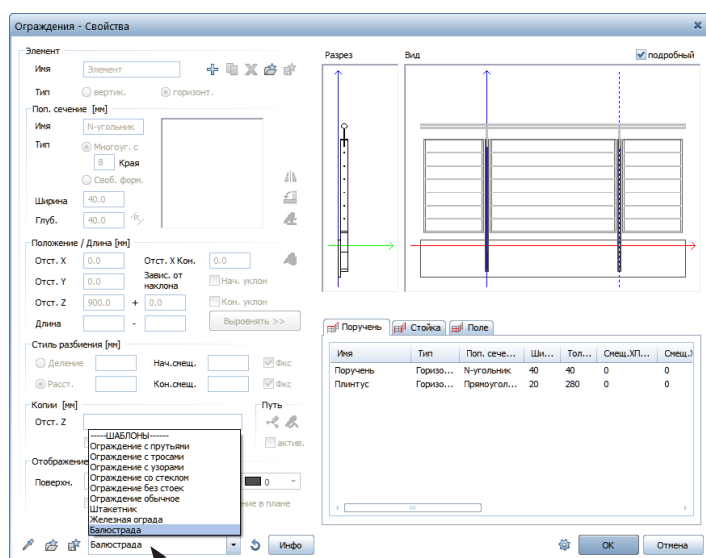 Ограждения - Свойства
Элемент
Имя Элемент
Тип вертик. горизонт.
Поп. сечение [мм]
Имя N-угольник
Тип Многоуг. с
8 Края
Своб. форм.
Ширина 40.0
Глуб. 40.0
Положение / Длина [мм]
Отст. X 0.0 Отст. X Кон. 0.0
Отст. Y 0.0 Завис. от наклона Нач. уклон
Отст. Z 900.0 + 0.0 Кон. уклон
Длина - Выровнять >>
Стиль разбиения [мм]
Деление Нач.смещ. Фкс
Расст. Кон.смещ. Фкс
Копии [мм] Путь
Отст. Z
актив.
Отображение
Поверхн. 0
ние в плане
-----ШАБЛОНЫ------
Ограждение с прутьями
Ограждение с тросами
Ограждение с узорами
Ограждение со стеклом
Ограждение без стоек
Ограждение обычное
Штакетник
Железная ограда
Балюстрада
Балюстрада Инфо
Разрез Вид подробный
Поручень Стойка Поле
Имя Тип Поп. сече... Ши... Тол... Смещ.XП... Смещ.
Поручень Горизо... N-угольник 40 40 0 0
Плинтус Горизо... Прямоугол... 20 280 0 0
ОК Отмена